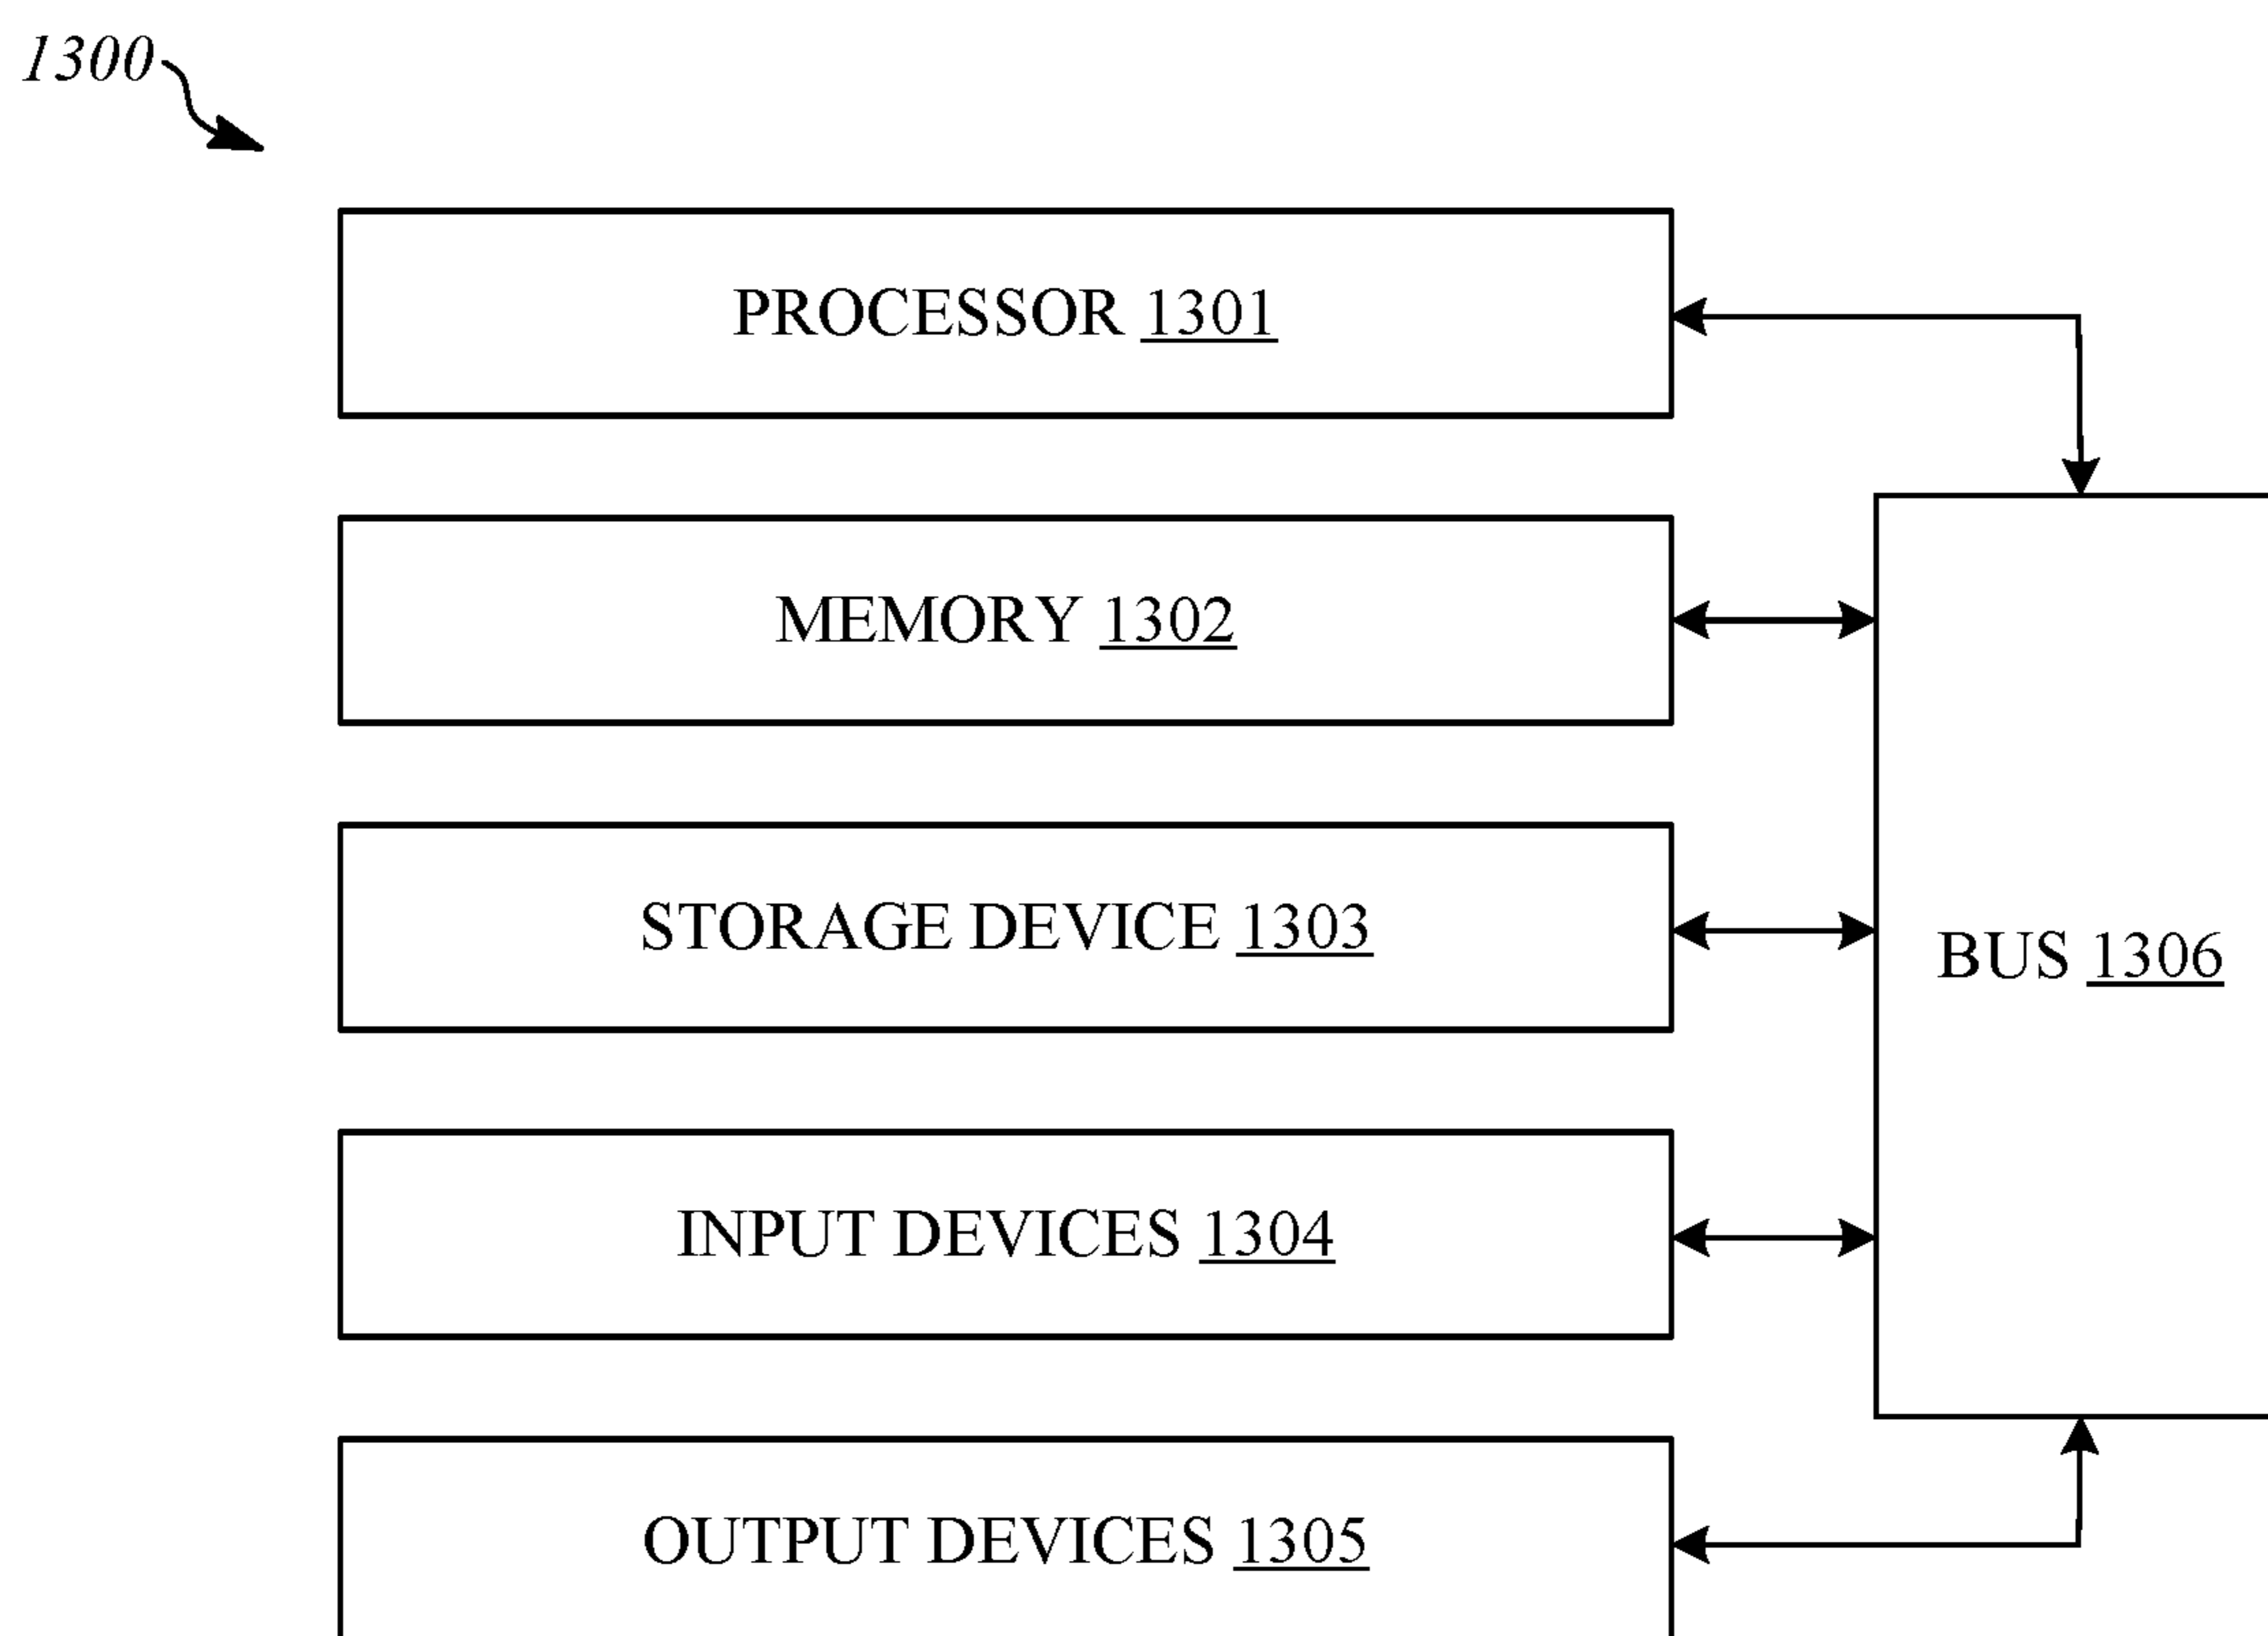 1300
PROCESSOR 1301
MEMORY 1302
STORAGE DEVICE 1303
BUS 1306
INPUT DEVICES 1304
OUTPUT DEVICES 1305